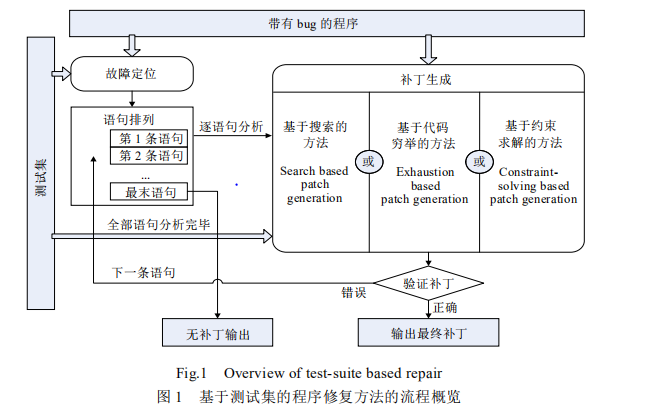 带有 bug 的程序
测试集
故障定位
语句排列
第 1 条语句
第 2 条语句
...
最末语句
逐语句分析
补丁生成
基于搜索的
方法
Search based
patch
generation
或
基于代码
穷举的方法
Exhaustion
based
patch generation
或
基于约束
求解的方法
Constraint-
solving based
patch generation
全部语句分析完毕
下一条语句
错误
验证补丁
正确
无补丁输出
输出最终补丁
Fig.1 Overview of test-suite based repair
图 1 基于测试集的程序修复方法的流程概览